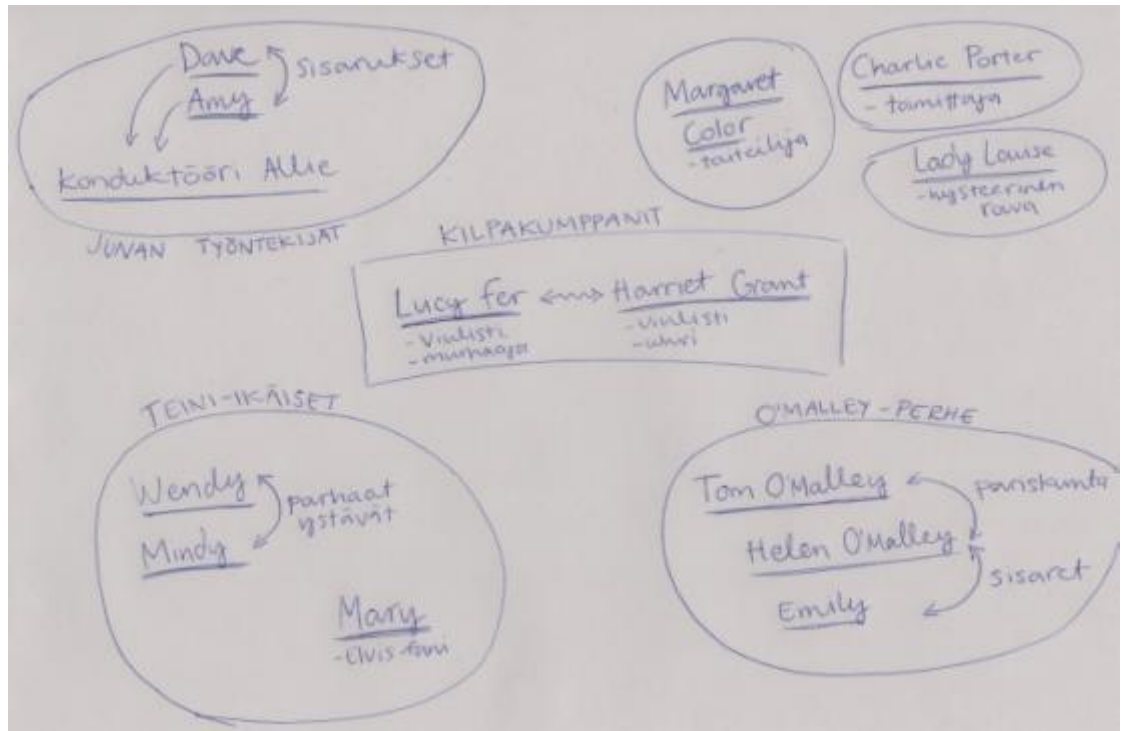 Dave
sisarukset
Amy
Konduktööri Allie
JUNAN TYÖNTEKIJÄT
Margaret
Color
-taiteilija
Charlie Porter
- toimittaja
Lady Louise
-hysteerinen
rouva
KILPAKUMPPANIT
Lucy Fer
Harriet Grant
-viulisti
-murhaaja
-viulisti
-uhri
TEINI-IKÄISET
Wendy
parhaat
ystävät
Mindy
Mary
-Elvis-fani
O'MALLEY-PERHE
Tom O'Malley
pariskunta
Helen O'Malley
sisaret
Emily